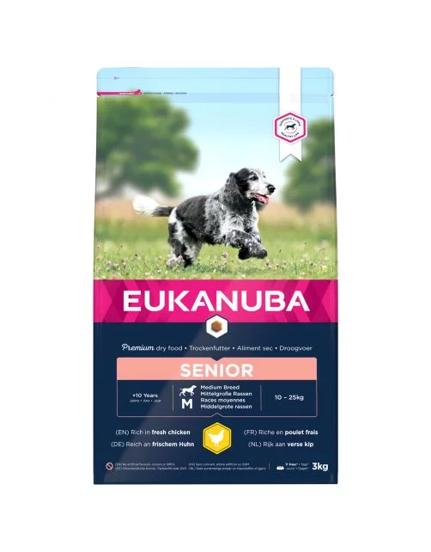 EUKANUBA
Premium dry food • Trockenfutter • Aliment sec • Droogvoer
SENIOR
+10 Years
Medium Breed
Mittelgroße Rassen
Races moyennes
Middelgrote rassen
M
10 – 25kg
(EN) Rich in fresh chicken
(DE) Reich an frischem Huhn
(FR) Riche en poulet frais
(NL) Rijk aan verse kip
3kg